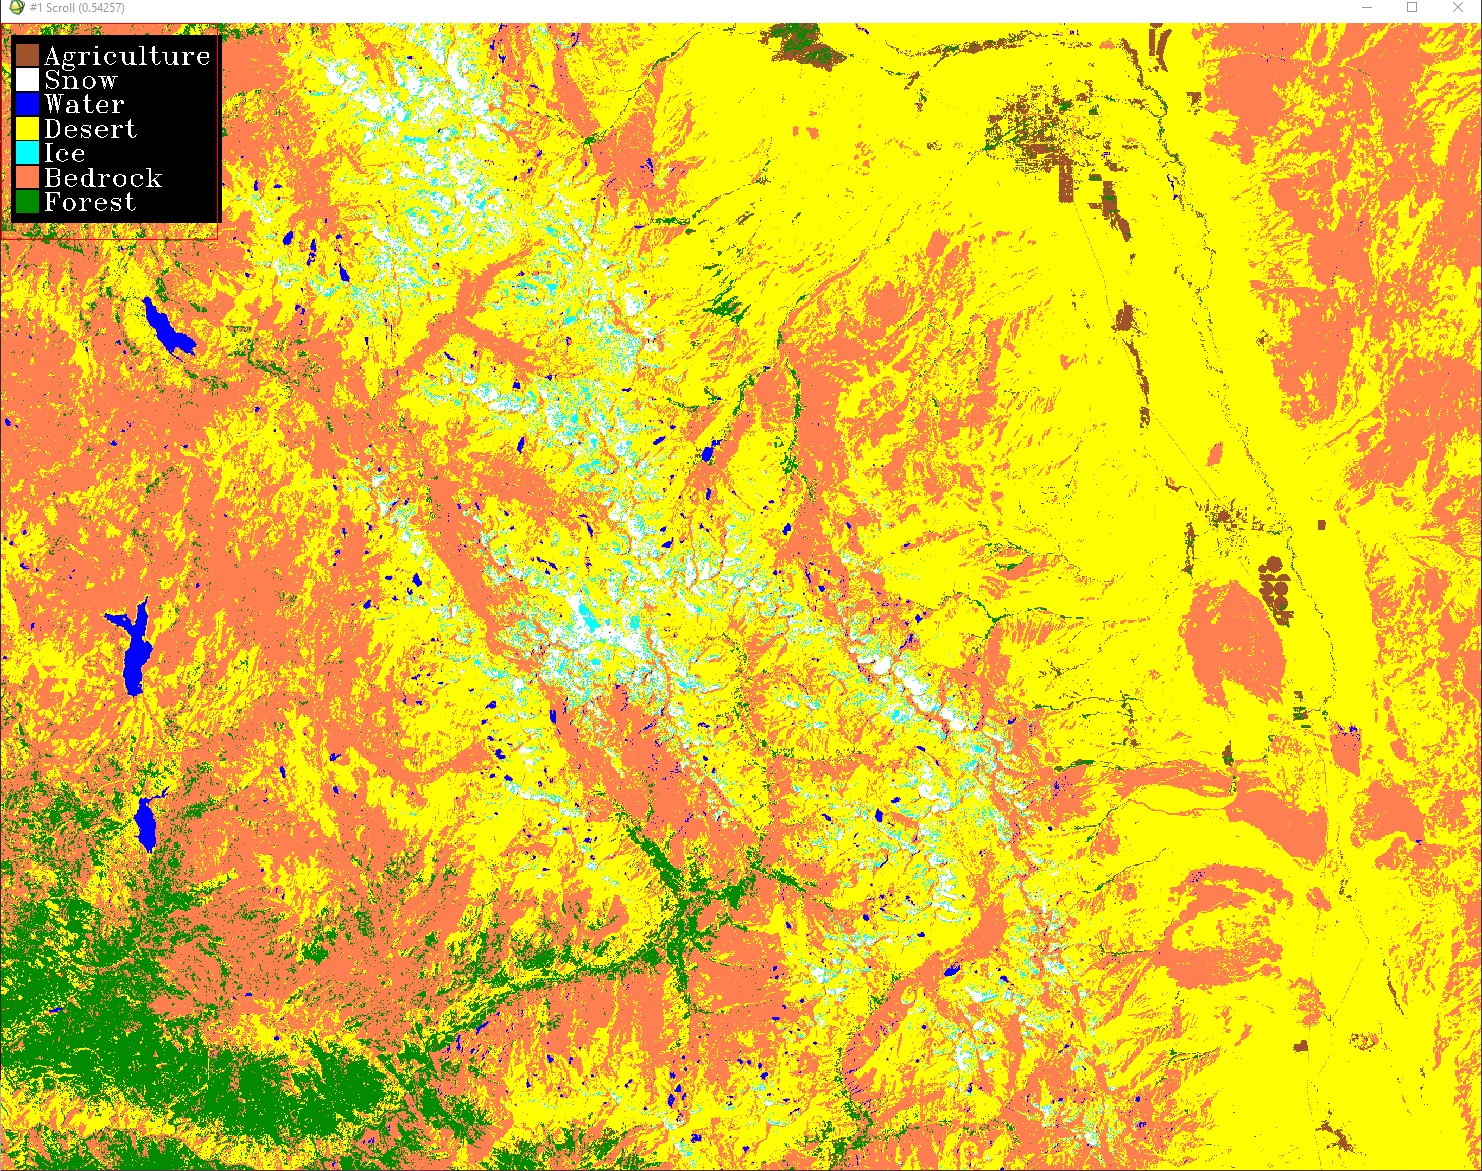 #1 Scroll (0.54257)
Agriculture
Snow
Water
Desert
Ice
Bedrock
Forest